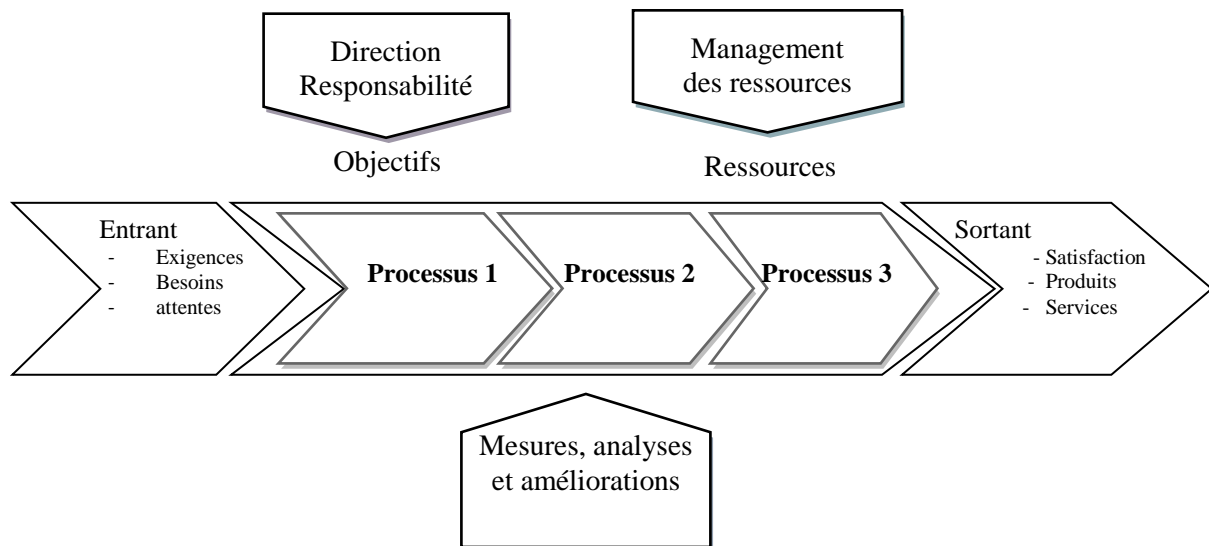 Direction
Responsabilité
Management
des ressources
Objectifs
Ressources
Entrant
- Exigences
- Besoins
- attentes
Processus 1
Processus 2
Processus 3
Sortant
- Satisfaction
- Produits
- Services
Mesures, analyses
et améliorations